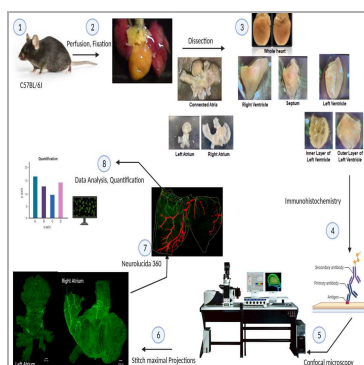 1
2
3
Perfusion, Fixation
Dissection
C57BL/6J
Whole heart
Connected Atria
Right Ventricle
Septum
Left Ventricle
Left Atrium
Right Atrium
Inner Layer of
Left Ventricle
Outer Layer of
Left Ventricle
Immunohistochemistry
4
Secondary antibody
Primary antibody
Antigen
5
Confocal microscopy
6
Stitch maximal Projections
Right Atrium
Left Atrium
7
Neurolucida 360
8
Data Analysis, Quantification
Quantification